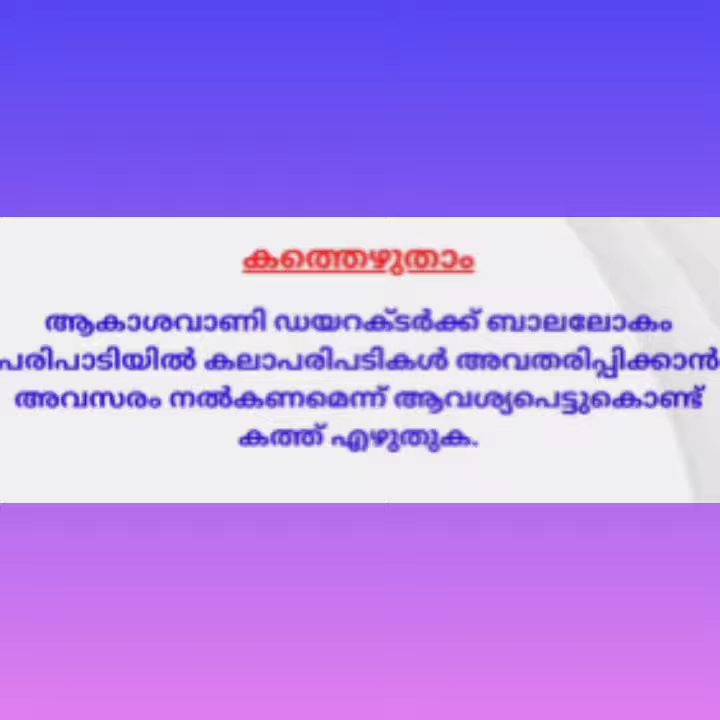 കത്തെഴുതാം
ആകാശവാണി ഡയറക്ടർക്ക് ബാലലോകം
പരിപാടിയിൽ കലാപരിപടികൾ അവതരിപ്പിക്കാൻ
അവസരം നൽകണമെന്ന് ആവശ്യപെട്ടുകൊണ്ട്
കത്ത് എഴുതുക.